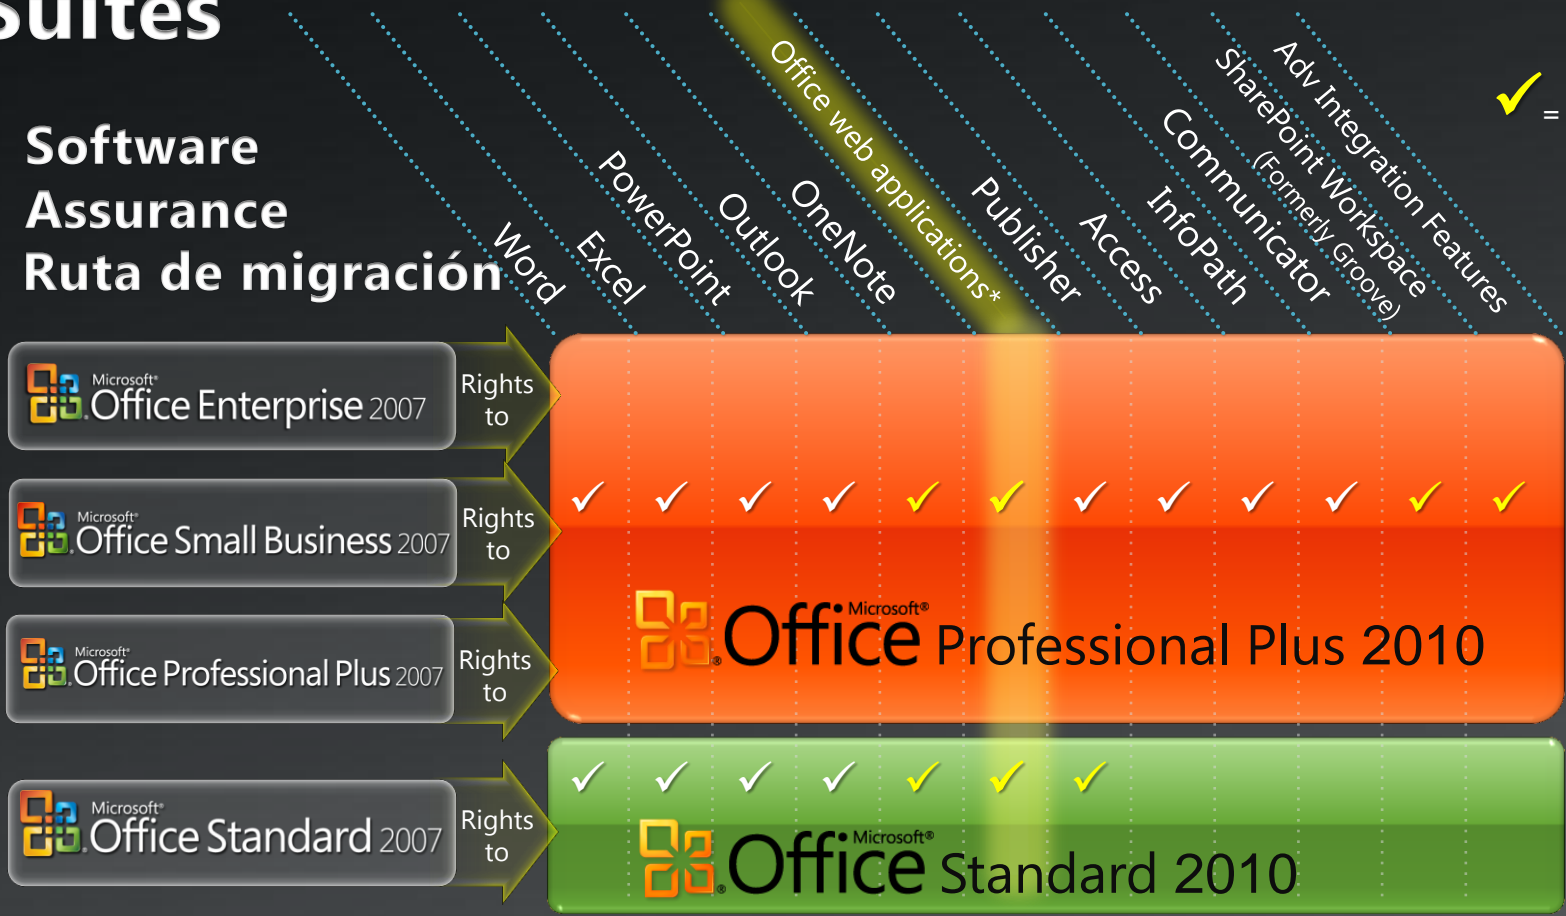 Suites
Software
Assurance
Ruta de migración
Word
Excel
PowerPoint
Outlook
OneNote
Office web applications*
Publisher
Access
InfoPath
Communicator
SharePoint Workspace
(Formerly Groove)
Adv Integration Features
✓ =
Microsoft®
Office Enterprise 2007
Rights
to
Microsoft®
Office Small Business 2007
Rights
to
Microsoft®
Office Professional Plus 2007
Rights
to
Microsoft®
Office Professional Plus 2010
Microsoft®
Office Standard 2007
Rights
to
Microsoft®
Office Standard 2010